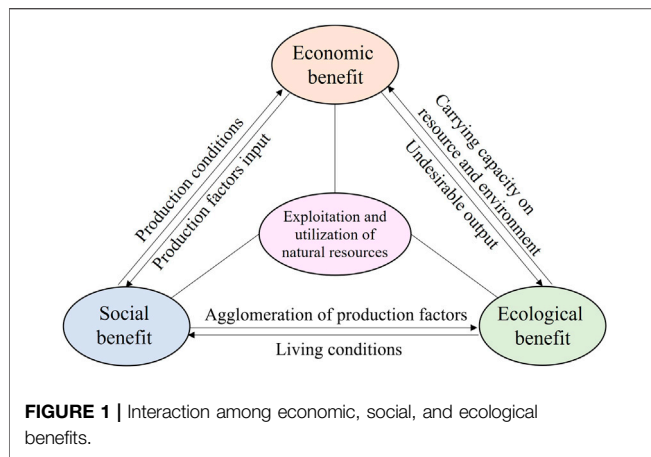 Economic
benefit
Production conditions
Production factors input
Carrying capacity on
resource and environment
Undesirable output
Exploitation and
utilization of
natural resources
Social
benefit
Agglomeration of production factors
Living conditions
Ecological
benefit
FIGURE 1 | Interaction among economic, social, and ecological
benefits.